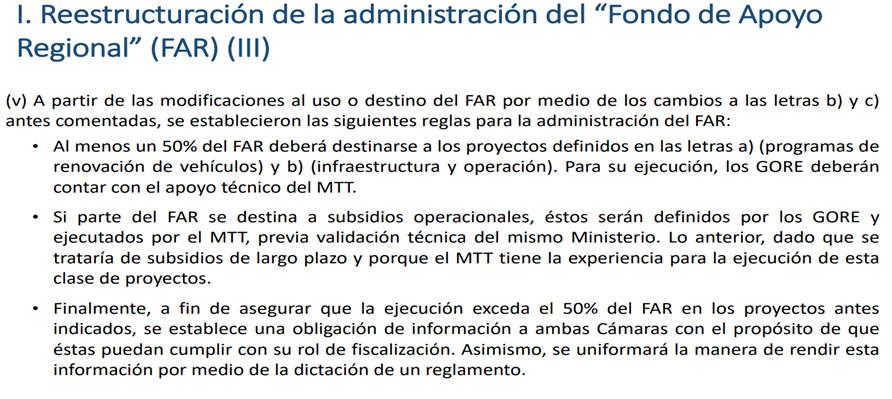 I. Reestructuración de la administración del “Fondo de Apoyo
Regional” (FAR) (III)
(v) A partir de las modificaciones al uso o destino del FAR por medio de los cambios a las letras b) y c)
antes comentadas, se establecieron las siguientes reglas para la administración del FAR:
• Al menos un 50% del FAR deberá destinarse a los proyectos definidos en las letras a) (programas de
renovación de vehículos) y b) (infraestructura y operación). Para su ejecución, los GORE deberán
contar con el apoyo técnico del MTT.
• Si parte del FAR se destina a subsidios operacionales, éstos serán definidos por los GORE y
ejecutados por el MTT, previa validación técnica del mismo Ministerio. Lo anterior, dado que se
trataría de subsidios de largo plazo y porque el MTT tiene la experiencia para la ejecución de esta
clase de proyectos.
• Finalmente, a fin de asegurar que la ejecución exceda el 50% del FAR en los proyectos antes
indicados, se establece una obligación de información a ambas Cámaras con el propósito de que
éstas puedan cumplir con su rol de fiscalización. Asimismo, se uniformará la manera de rendir esta
información por medio de la dictación de un reglamento.